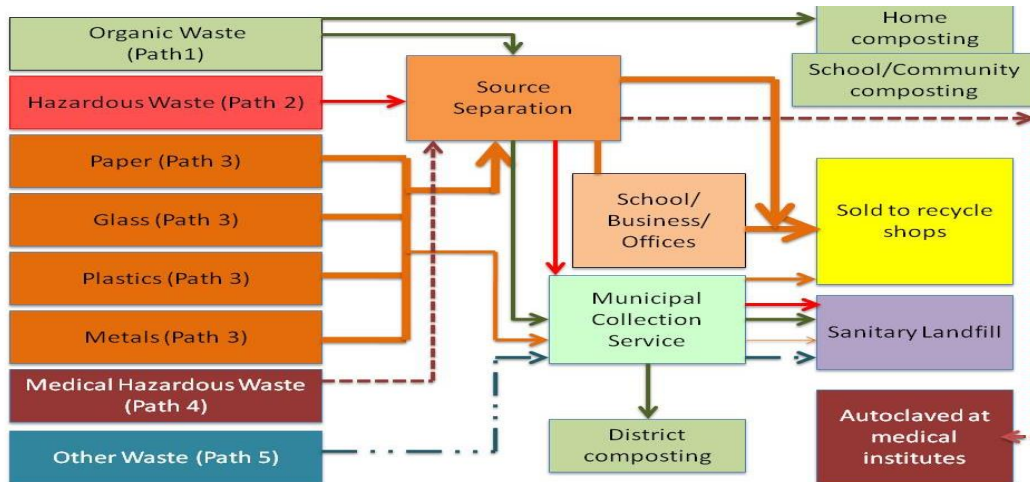 Organic Waste
(Path1)
Hazardous Waste (Path 2)
Paper (Path 3)
Glass (Path 3)
Plastics (Path 3)
Metals (Path 3)
Medical Hazardous Waste
(Path 4)
Other Waste (Path 5)
Source
Separation
School/
Business/
Offices
Municipal
Collection
Service
District
composting
Home
composting
School/Community
composting
Sold to recycle
shops
Sanitary Landfill
Autoclaved at
medical
institutes